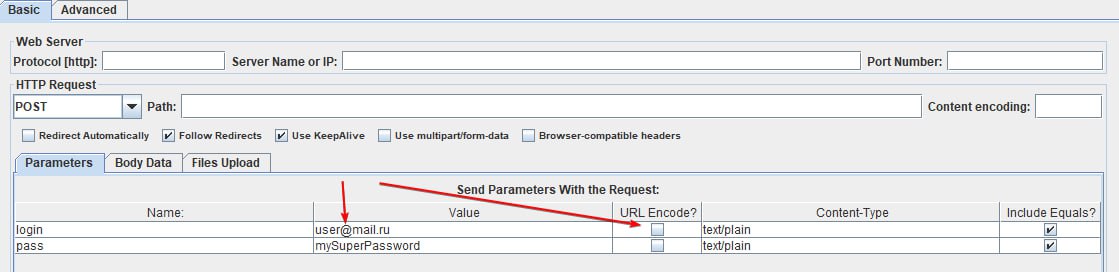 Basic Advanced
Web Server
Protocol [http]: Server Name or IP: Port Number:
HTTP Request
POST Path: Content encoding:
Redirect Automatically Follow Redirects Use KeepAlive Use multipart/form-data Browser-compatible headers
Parameters Body Data Files Upload
Send Parameters With the Request:
Name: Value URL Encode? Content-Type Include Equals?
login user@mail.ru text/plain
pass mySuperPassword text/plain